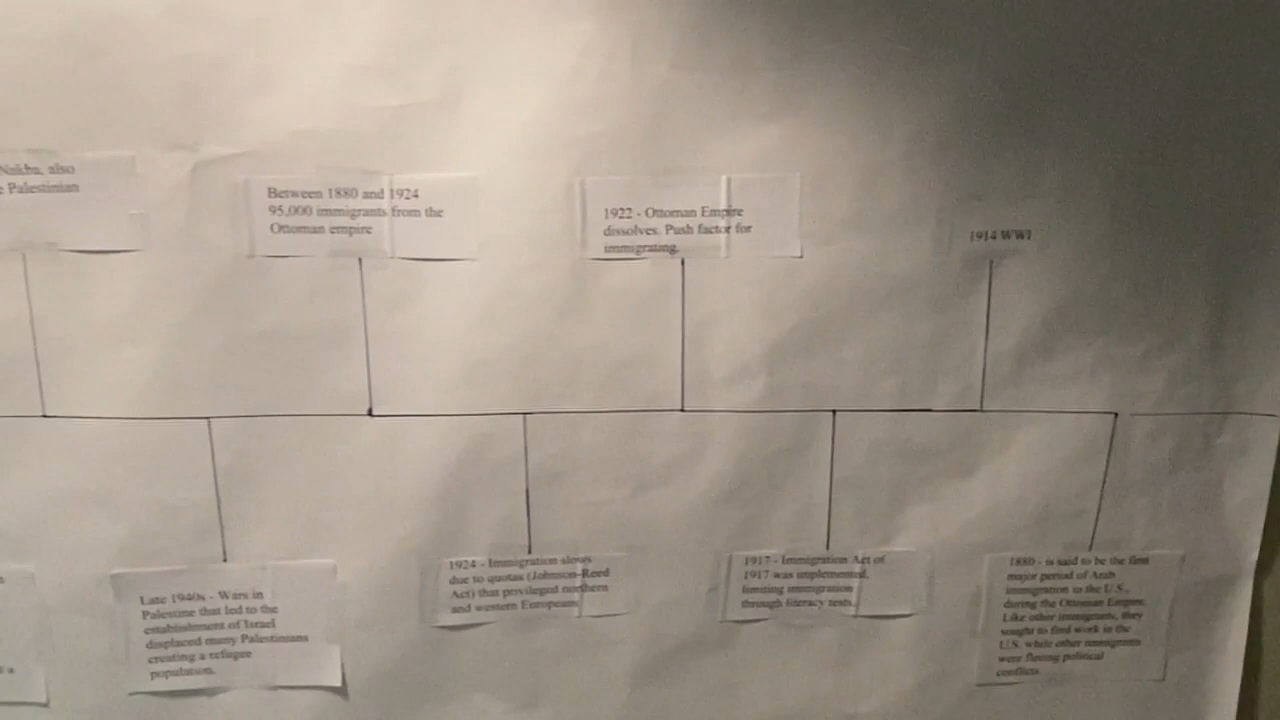 Nakba, also
e Palestinian
Between 1880 and 1924
95,000 immigrants from the
Ottoman empire
1922 - Ottoman Empire
dissolves. Push factor for
immigrating.
1914 WWI
Late 1940s - Wars in
Palestine that led to the
establishment of Israel
displaced many Palestinians
creating a refugee
population.
1924 - Immigration slows
due to quotas (Johnson-Reed
Act) that privileged northern
and western Europeans
1917 - Immigration Act of
1917 was implemented,
limiting immigration
through literacy tests.
1880 - is said to be the first
major period of Arab
immigration to the U.S.,
during the Ottoman Empire.
Like other immigrants, they
sought to find work in the
U.S. while other immigrants
were fleeing political
conflicts.